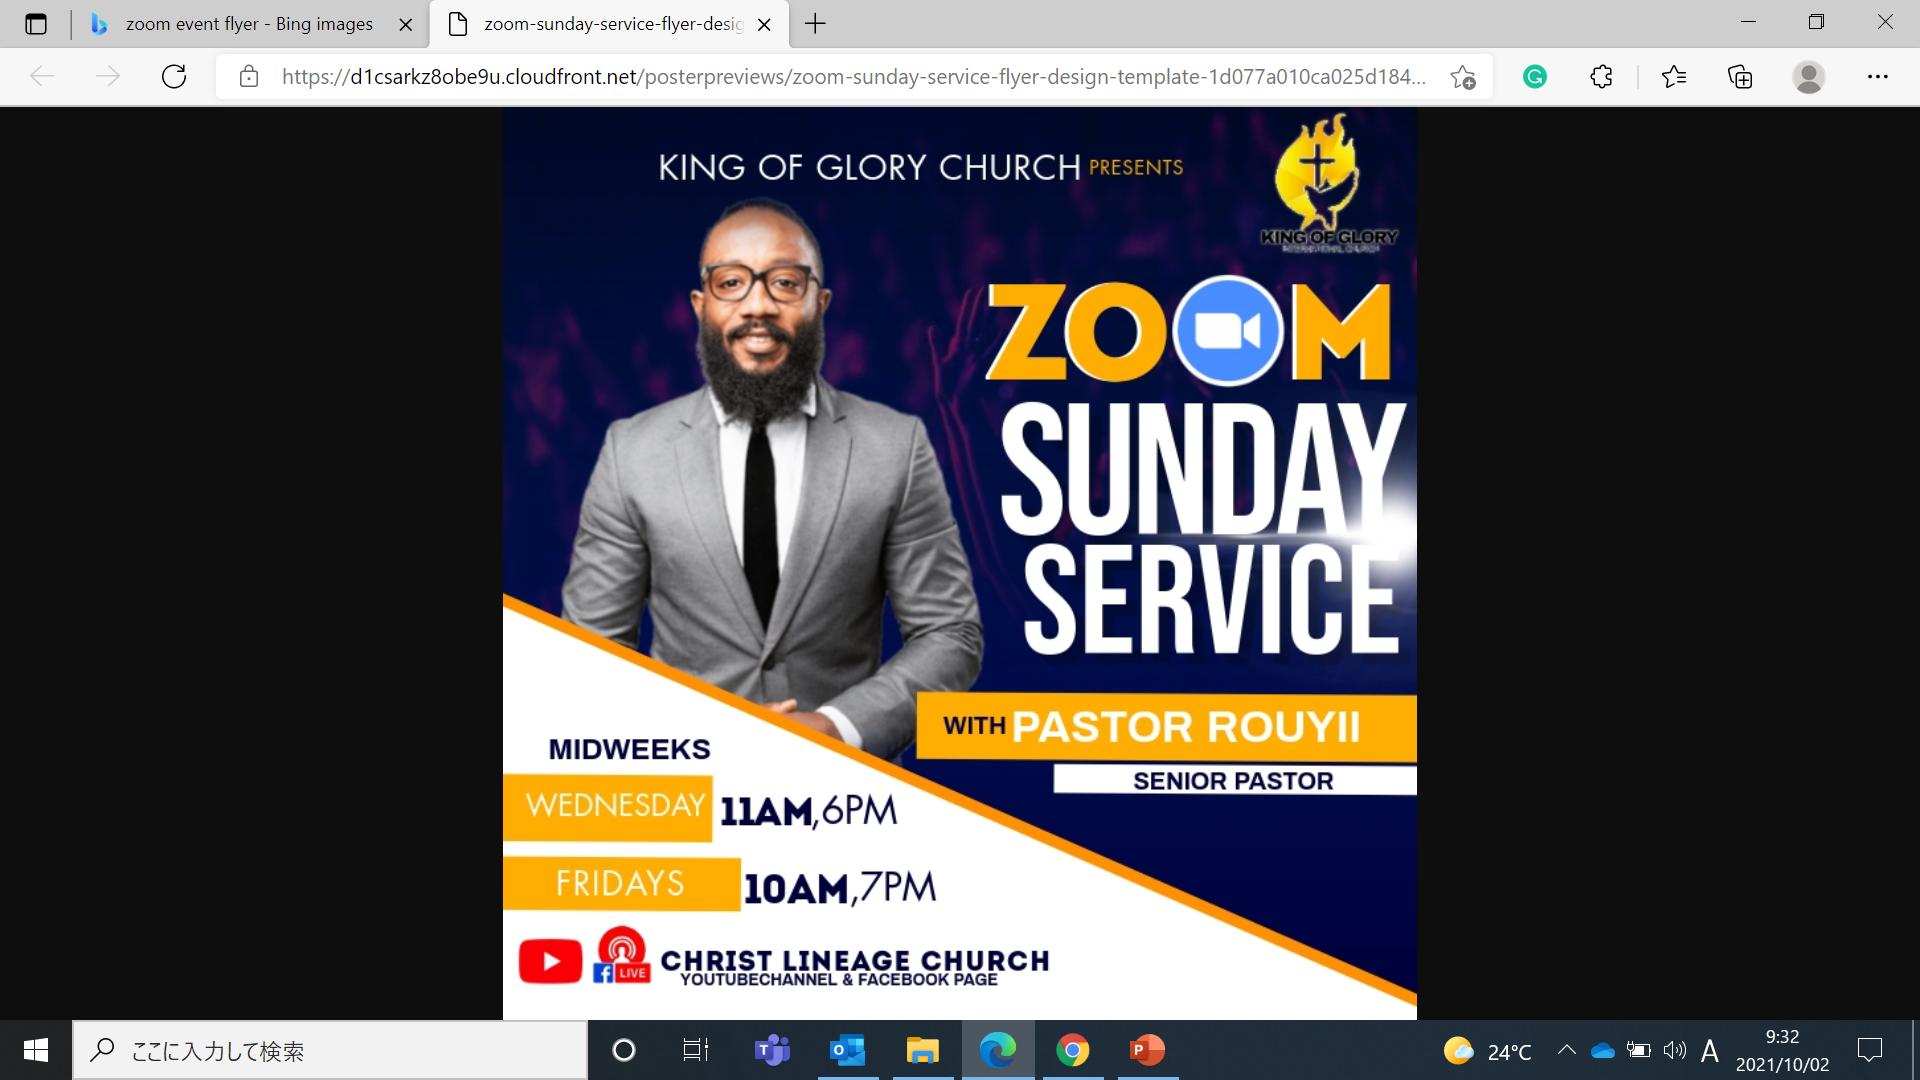 zoom event flyer - Bing images
zoom-sunday-service-flyer-desig
https://d1csarkz8obe9u.cloudfront.net/posterpreviews/zoom-sunday-service-flyer-design-template-1d077a010ca025d184...
KING OF GLORY CHURCH PRESENTS
KING OF GLORY
INTERNATIONAL CHURCH
ZOOM
SUNDAY
SERVICE
WITH PASTOR ROUYII
SENIOR PASTOR
MIDWEEKS
WEDNESDAY 11AM,6PM
FRIDAYS 10AM,7PM
LIVE
CHRIST LINEAGE CHURCH
YOUTUBECHANNEL & FACEBOOK PAGE
ここに入力して検索
24°C
A
9:32
2021/10/02